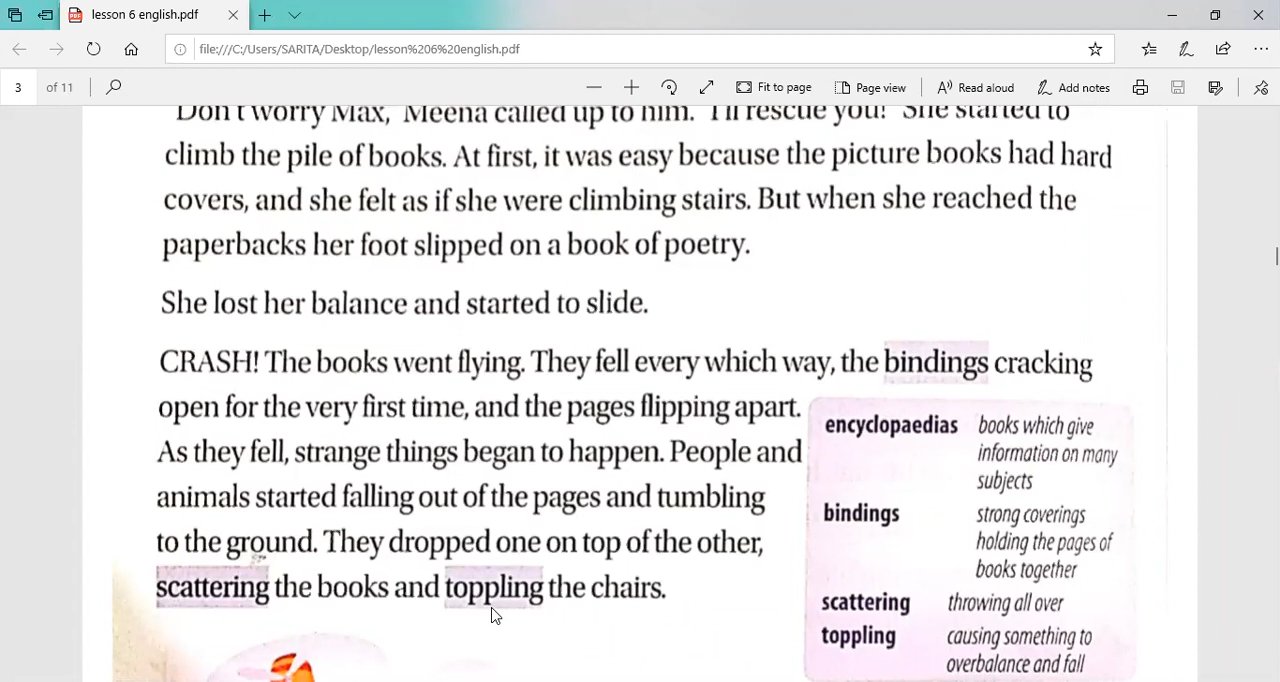 lesson 6 english.pdf
file:///C:/Users/SARITA/Desktop/lesson%206%20english.pdf
3 of 11
Fit to page
Page view
Read aloud
Add notes
Don't worry Max, Meena called up to him. I'll rescue you! She started to
climb the pile of books. At first, it was easy because the picture books had hard
covers, and she felt as if she were climbing stairs. But when she reached the
paperbacks her foot slipped on a book of poetry.
She lost her balance and started to slide.
CRASH! The books went flying. They fell every which way, the bindings cracking
open for the very first time, and the pages flipping apart.
As they fell, strange things began to happen. People and
animals started falling out of the pages and tumbling
to the ground. They dropped one on top of the other,
scattering the books and toppling the chairs.
encyclopaedias books which give
information on many
subjects
bindings strong coverings
holding the pages of
books together
scattering throwing all over
toppling causing something to
overbalance and fall